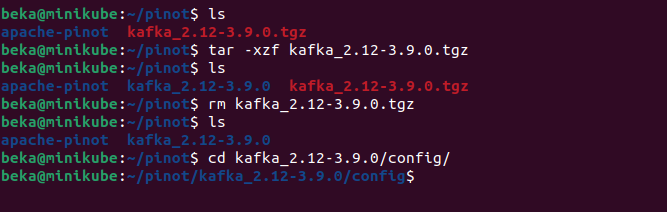 beka@minikube:~/pinot$ ls
apache-pinot  kafka_2.12-3.9.0.tgz
beka@minikube:~/pinot$ tar -xzf kafka_2.12-3.9.0.tgz
beka@minikube:~/pinot$ ls
apache-pinot  kafka_2.12-3.9.0  kafka_2.12-3.9.0.tgz
beka@minikube:~/pinot$ rm kafka_2.12-3.9.0.tgz
beka@minikube:~/pinot$ ls
apache-pinot  kafka_2.12-3.9.0
beka@minikube:~/pinot$ cd kafka_2.12-3.9.0/config/
beka@minikube:~/pinot/kafka_2.12-3.9.0/config$